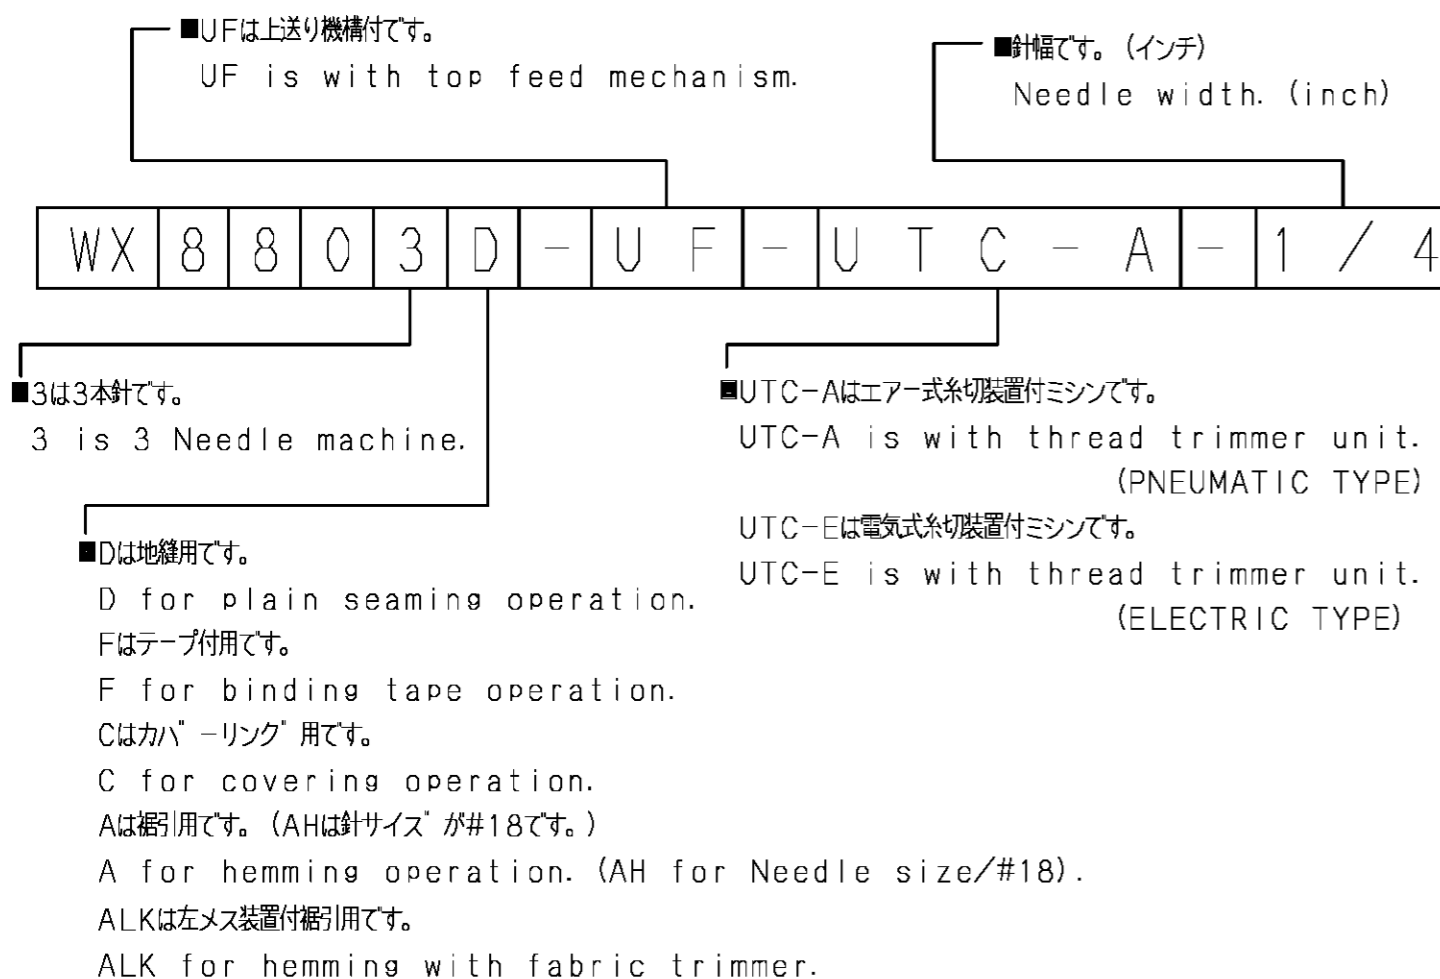 ■UFは上送り機構付です。
UF is with top feed mechanism.
■針幅です。(インチ)
Needle width. (inch)
WX8803D-UF-UTC-A-1/4
■3は3本針です。
3 is 3 Needle machine.
■Dは地縫用です。
D for plain seaming operation.
Fはテープ付用です。
F for binding tape operation.
Cはカバーリング用です。
C for covering operation.
Aは裾引用です。(AHは針サイズが#18です。)
A for hemming operation. (AH for Needle size/#18).
ALKは左メス装置付裾引用です。
ALK for hemming with fabric trimmer.
■UTC-Aはエアー式糸切装置付ミシンです。
UTC-A is with thread trimmer unit.
(PNEUMATIC TYPE)
UTC-Eは電気式糸切装置付ミシンです。
UTC-E is with thread trimmer unit.
(ELECTRIC TYPE)